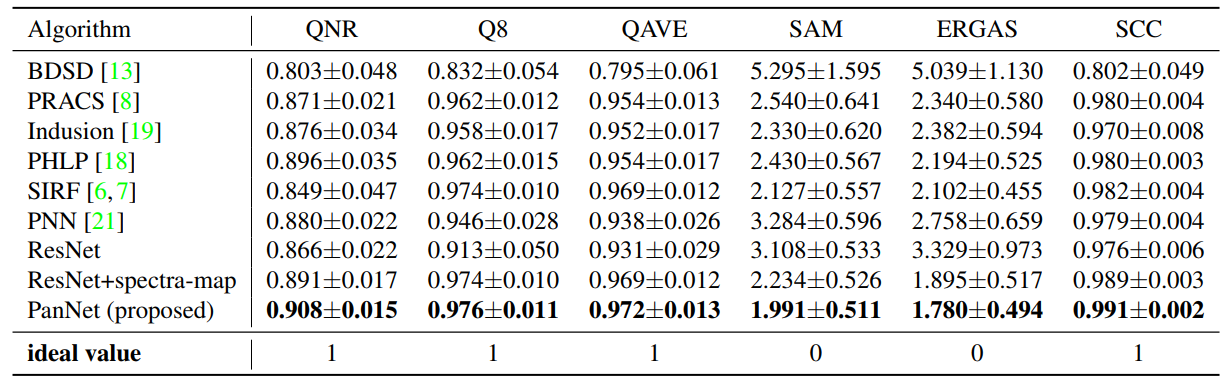 Algorithm QNR Q8 QAVE SAM ERGAS SCC
BDSD [13] 0.803±0.048 0.832±0.054 0.795±0.061 5.295±1.595 5.039±1.130 0.802±0.049
PRACS [8] 0.871±0.021 0.962±0.012 0.954±0.013 2.540±0.641 2.340±0.580 0.980±0.004
Indusion [19] 0.876±0.034 0.958±0.017 0.952±0.017 2.330±0.620 2.382±0.594 0.970±0.008
PHLP [18] 0.896±0.035 0.962±0.015 0.954±0.017 2.430±0.567 2.194±0.525 0.980±0.003
SIRF [6,7] 0.849±0.047 0.974±0.010 0.969±0.012 2.127±0.557 2.102±0.455 0.982±0.004
PNN [21] 0.880±0.022 0.946±0.028 0.938±0.026 3.284±0.596 2.758±0.659 0.979±0.004
ResNet 0.866±0.022 0.913±0.050 0.931±0.029 3.108±0.533 3.329±0.973 0.976±0.006
ResNet+spectra-map 0.891±0.017 0.974±0.010 0.969±0.012 2.234±0.526 1.895±0.517 0.989±0.003
PanNet (proposed) 0.908±0.015 0.976±0.011 0.972±0.013 1.991±0.511 1.780±0.494 0.991±0.002
ideal value 1 1 1 0 0 1